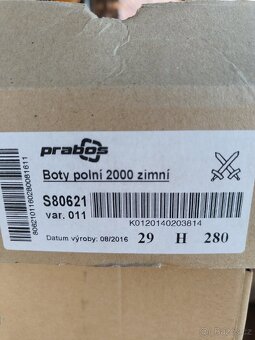 prabos
Boty polní 2000 zimní
S80621
var. 011
K0120140203814
Datum výroby: 08/2016 29 H 280